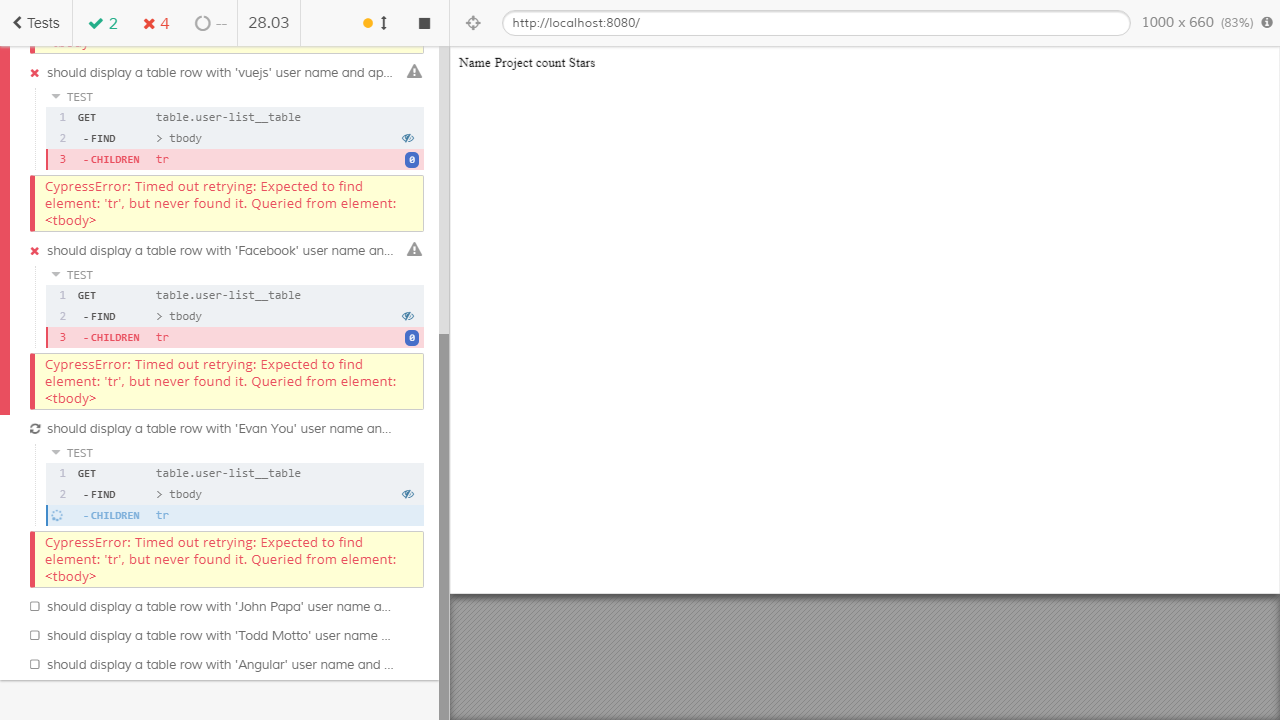 Tests 2 4 -- 28.03
http://localhost:8080/ 1000 x 660 (83%)
should display a table row with 'vuejs' user name and ap...
TEST
1 GET table.user-list__table
2 -FIND > tbody
3 -CHILDREN tr 0
CypressError: Timed out retrying: Expected to find
element: 'tr', but never found it. Queried from element:
<tbody>
should display a table row with 'Facebook' user name an...
TEST
1 GET table.user-list__table
2 -FIND > tbody
3 -CHILDREN tr 0
CypressError: Timed out retrying: Expected to find
element: 'tr', but never found it. Queried from element:
<tbody>
should display a table row with 'Evan You' user name an...
TEST
1 GET table.user-list__table
2 -FIND > tbody
-CHILDREN tr
CypressError: Timed out retrying: Expected to find
element: 'tr', but never found it. Queried from element:
<tbody>
should display a table row with 'John Papa' user name a...
should display a table row with 'Todd Motto' user name ...
should display a table row with 'Angular' user name and ...
Name Project count Stars